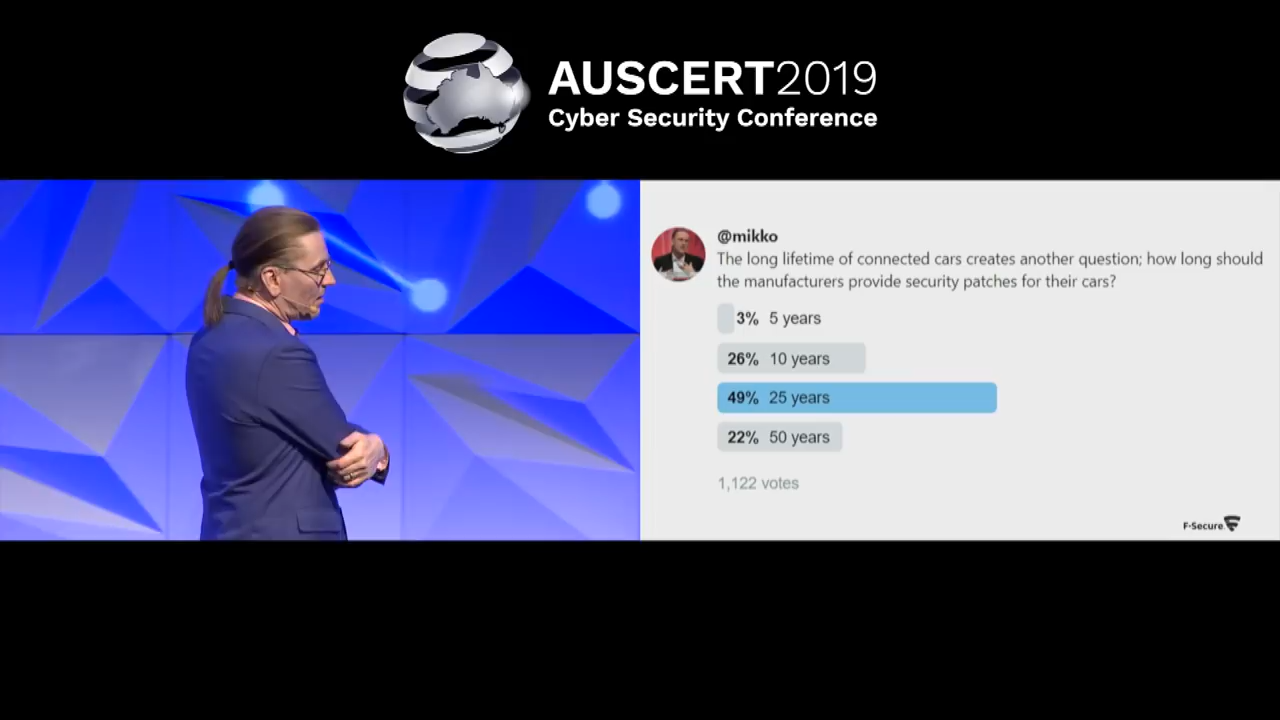 AUSCERT2019
Cyber Security Conference
@mikko
The long lifetime of connected cars creates another question; how long should
the manufacturers provide security patches for their cars?
3% 5 years
26% 10 years
49% 25 years
22% 50 years
1,122 votes
F-Secure